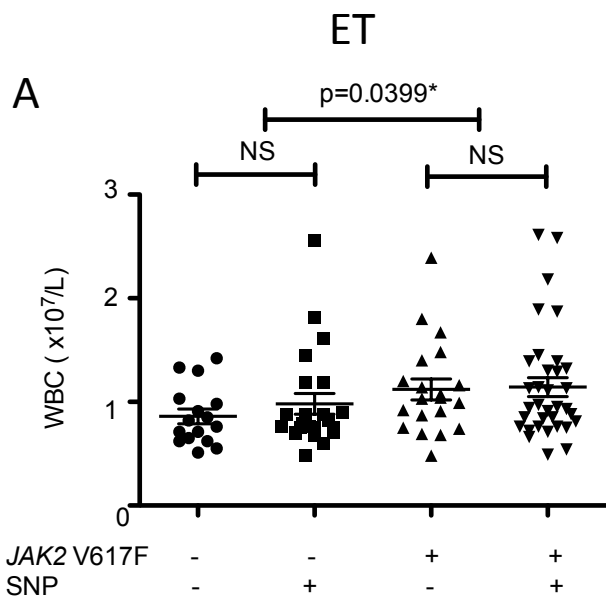 ET
A
p=0.0399*
NS NS
3
2
1
0
WBC ( x10⁷/L)
JAK2 V617F - - + +
SNP - + - +